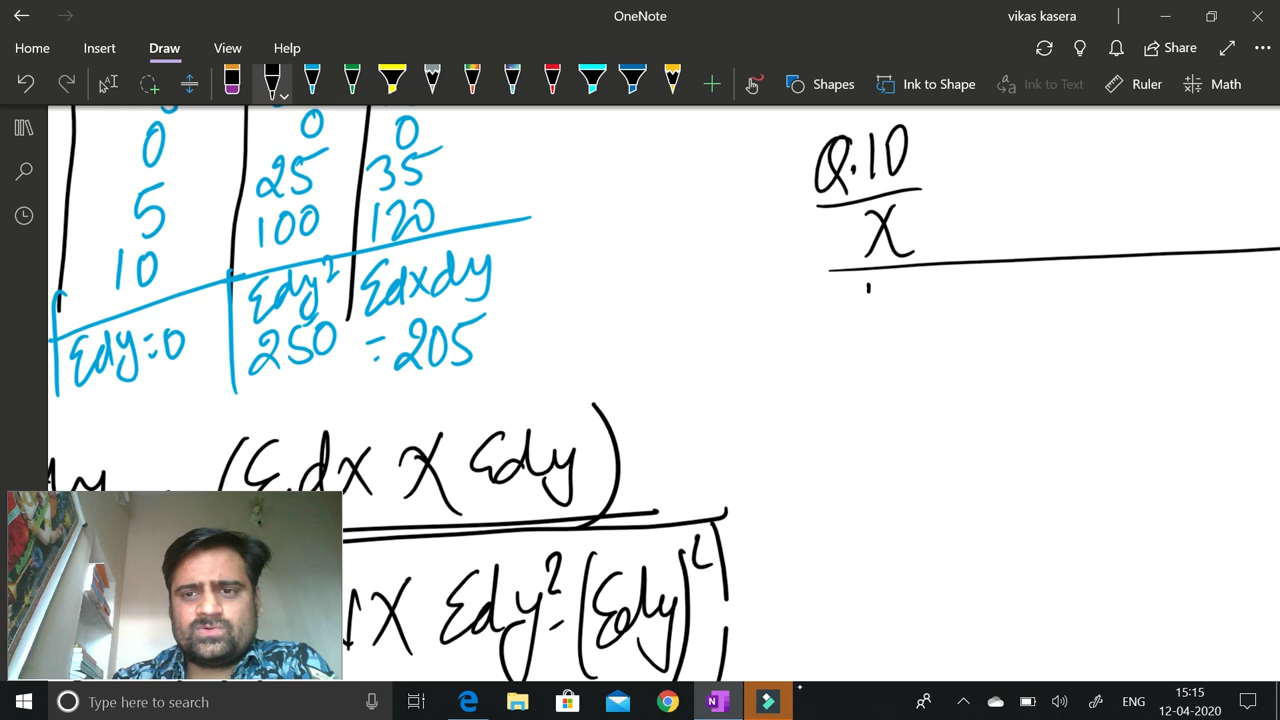 OneNote
vikas kasera
Home Insert Draw View Help
Share
Shapes Ink to Shape Ink to Text Ruler Math
0 0 0
5 25 35
10 100 120
Σdy=0 Σdy² 250 Σdxdy = 205
Q.10
X
(Σdx X Σdy)
X Σdy² - (Σdy)²
Type here to search
ENG
15:15
12-04-2020